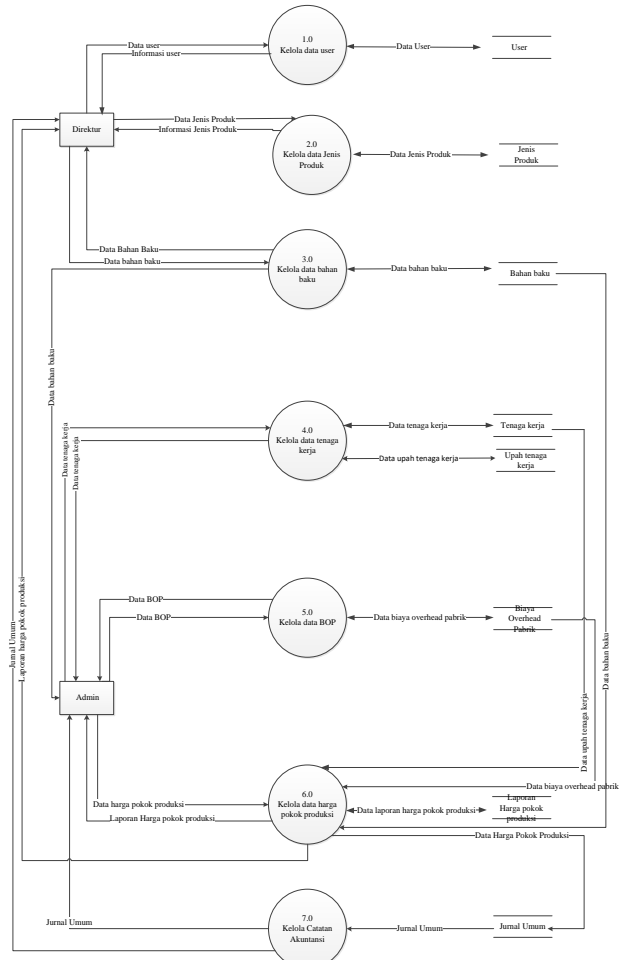 1.0
Kelola data user
Data user
Informasi user
Data User
User
Direktur
Data Jenis Produk
Informasi Jenis Produk
2.0
Kelola data Jenis
Produk
Data Jenis Produk
Jenis
Produk
Data Bahan Baku
Data bahan baku
3.0
Kelola data bahan
baku
Data bahan baku
Bahan baku
Data bahan baku
Data tenaga kerja
Data tenaga kerja
4.0
Kelola data tenaga
kerja
Data tenaga kerja
Tenaga kerja
Data upah tenaga kerja
Upah tenaga
kerja
Jurnal Umum
Laporan harga pokok produksi
Data BOP
Data BOP
5.0
Kelola data BOP
Data biaya overhead pabrik
Biaya
Overhead
Pabrik
Data bahan baku
Data upah tenaga kerja
Admin
Data harga pokok produksi
Laporan Harga pokok produksi
6.0
Kelola data harga
pokok produksi
Data biaya overhead pabrik
Data laporan harga pokok produksi
Laporan
Harga pokok
produksi
Data Harga Pokok Produksi
Jurnal Umum
7.0
Kelola Catatan
Akuntansi
Jurnal Umum
Jurnal Umum